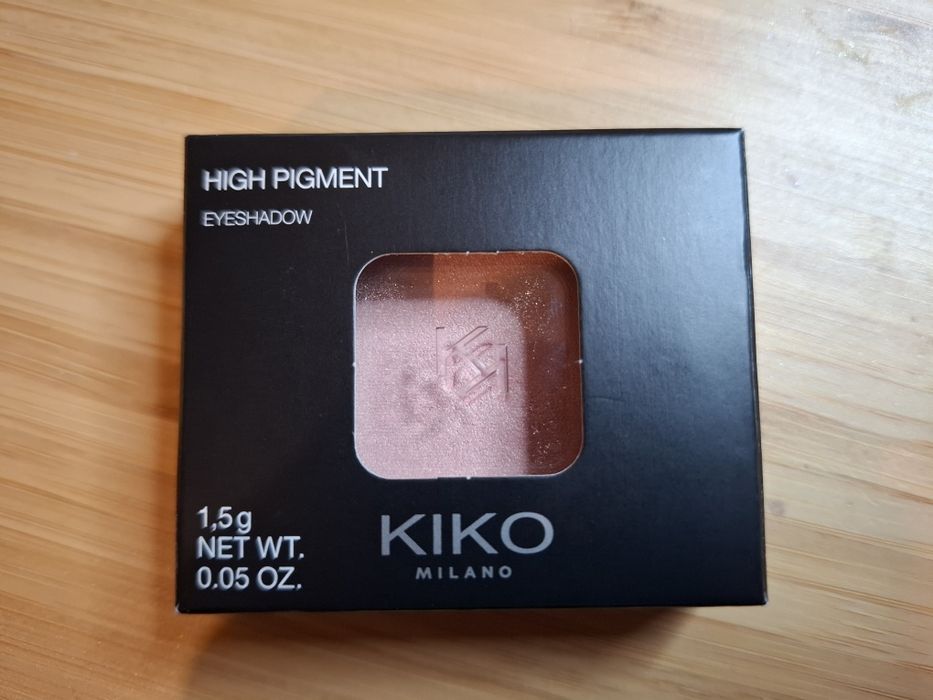 HIGH PIGMENT
EYESHADOW
1,5g
NET WT.
0.05 OZ.
KIKO
MILANO